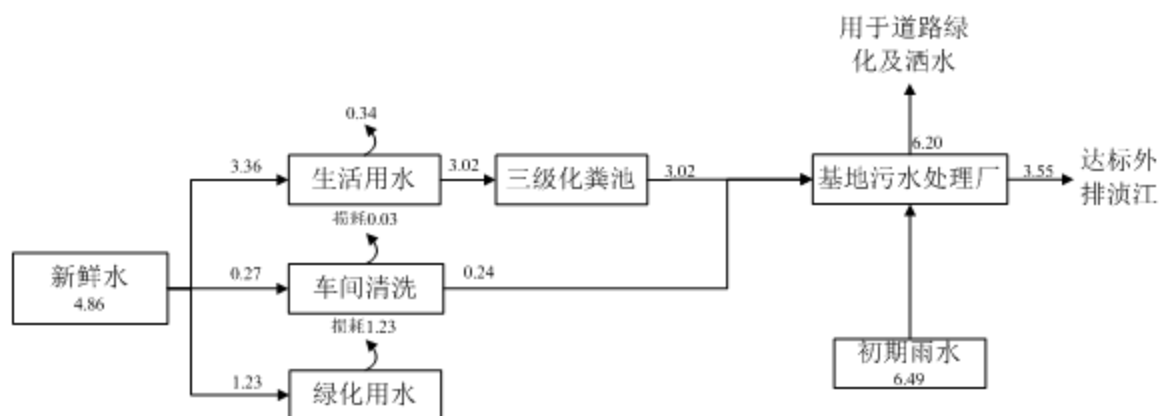 用于道路绿
化及洒水
0.34
6.20
3.36
生活用水
3.02
三级化粪池
3.02
基地污水处理厂
3.55
达标外
排浈江
损耗0.03
新鲜水
4.86
0.27
车间清洗
0.24
损耗1.23
初期雨水
6.49
1.23
绿化用水